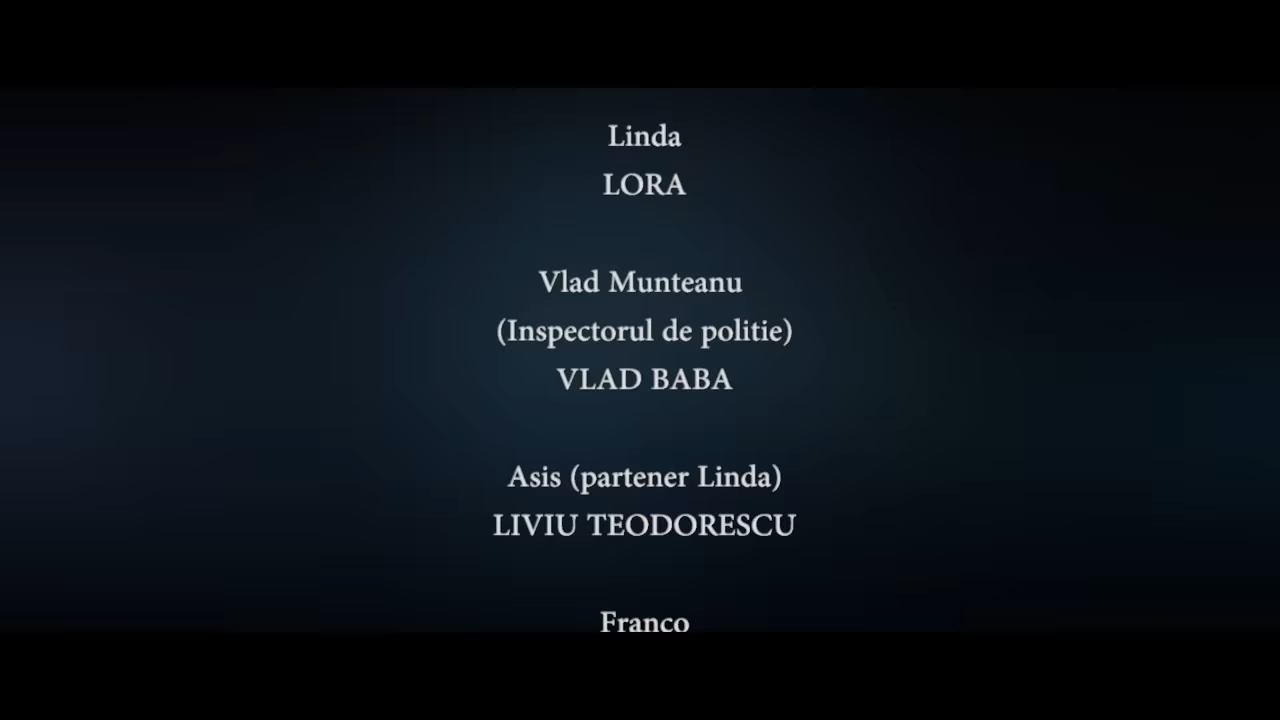 Linda
LORA
Vlad Munteanu
(Inspectorul de politie)
VLAD BABA
Asis (partener Linda)
LIVIU TEODORESCU
Franco